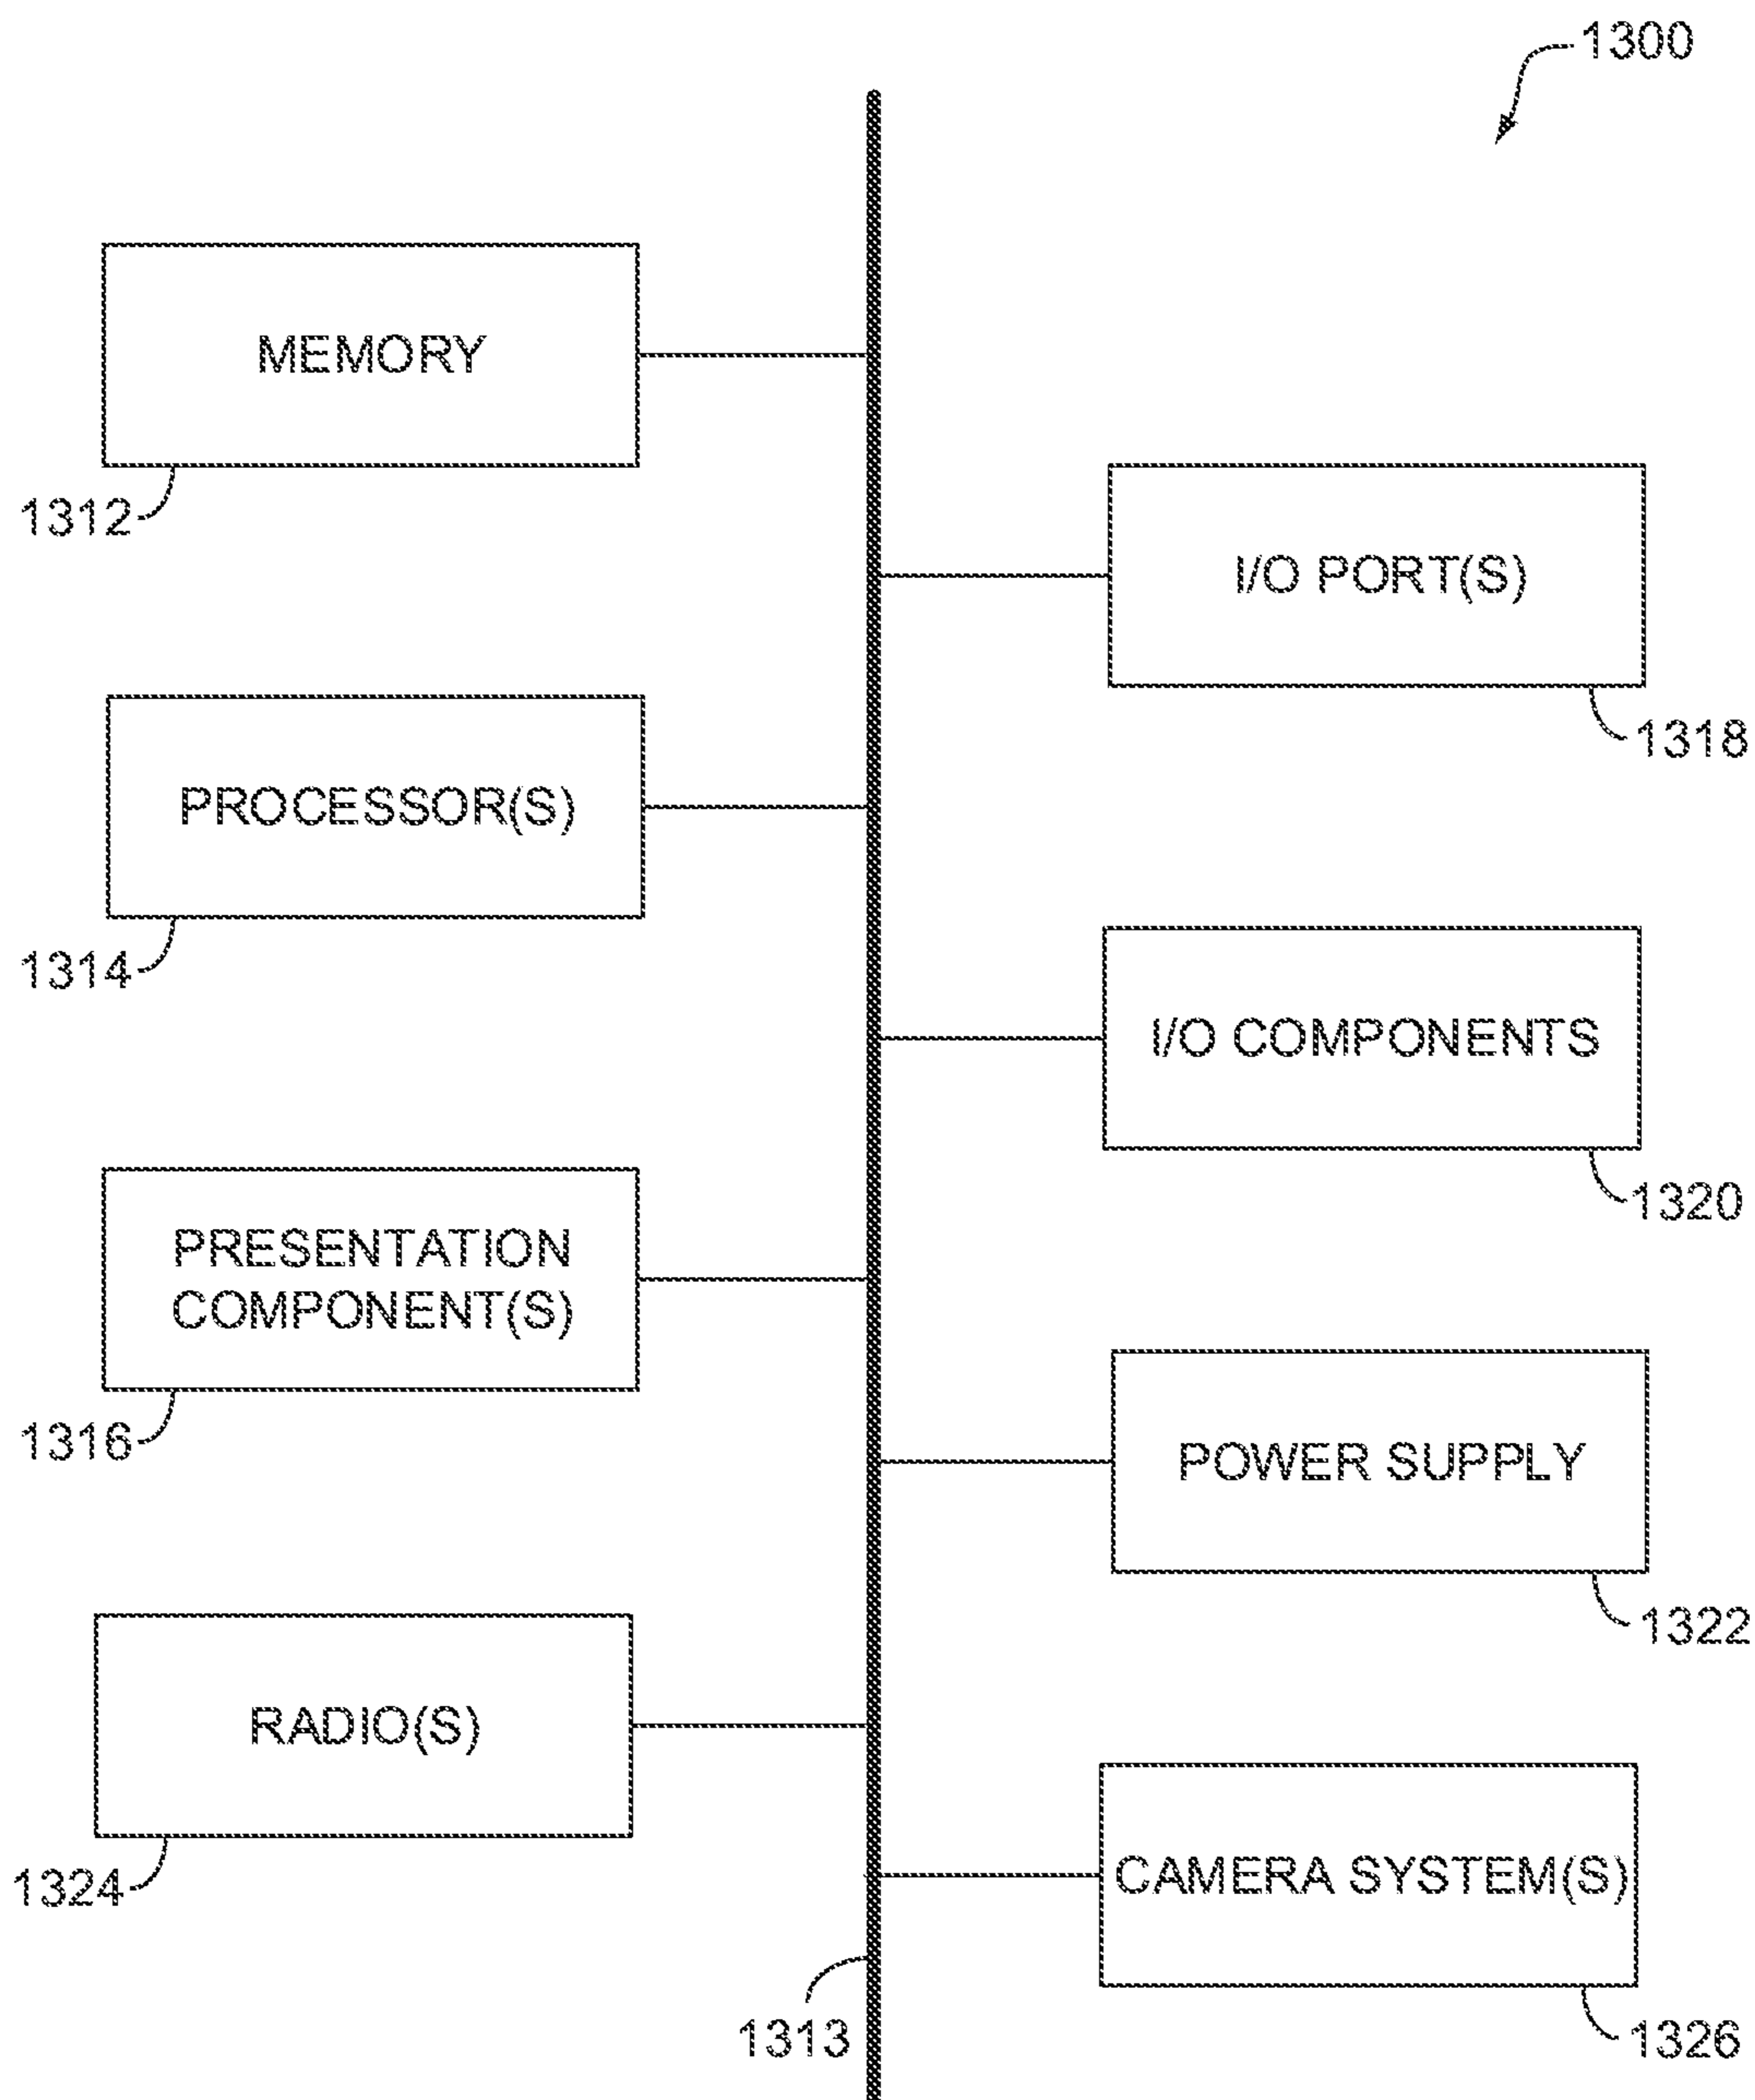 1300
MEMORY
1312
I/O PORT(S)
1318
PROCESSOR(S)
1314
I/O COMPONENTS
1320
PRESENTATION
COMPONENT(S)
1316
POWER SUPPLY
1322
RADIO(S)
1324
CAMERA SYSTEM(S)
1313
1326